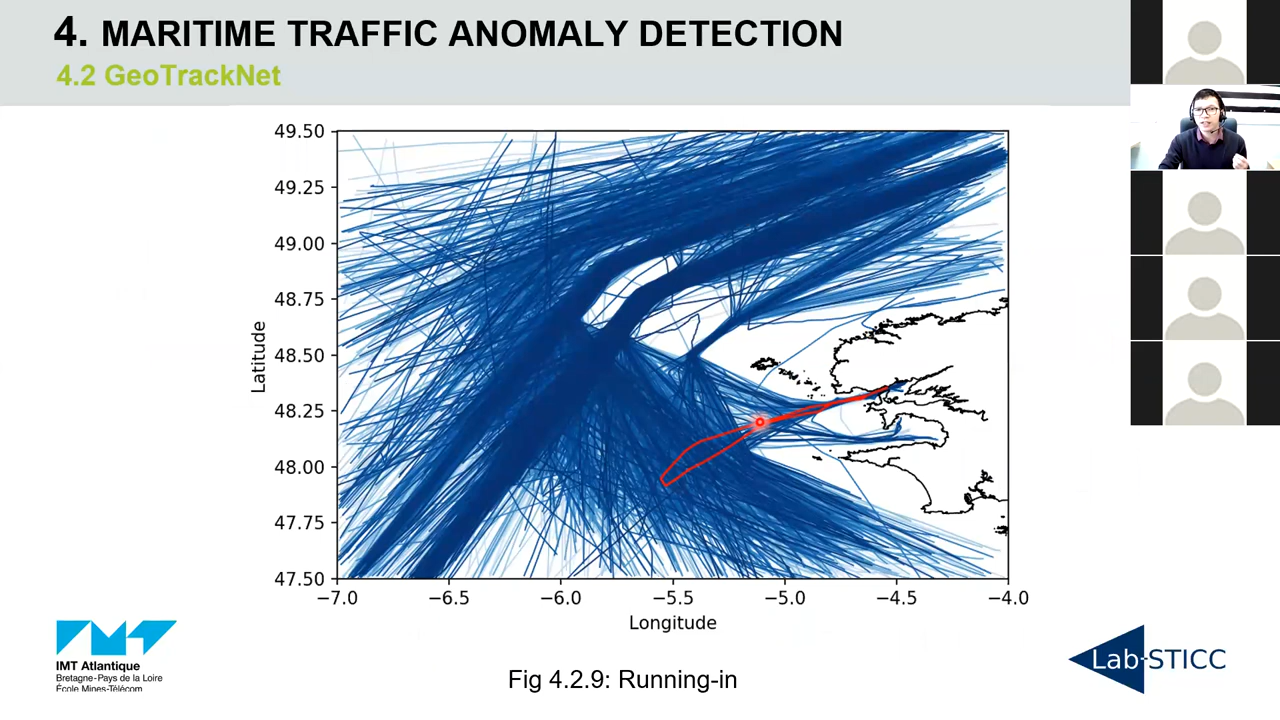 4. MARITIME TRAFFIC ANOMALY DETECTION
4.2 GeoTrackNet
49.50
49.25
49.00
48.75
48.50
48.25
48.00
47.75
47.50
Latitude
−7.0 −6.5 −6.0 −5.5 −5.0 −4.5 −4.0
Longitude
IMT Atlantique
Bretagne-Pays de la Loire
École Mines-Télécom
Fig 4.2.9: Running-in
Lab-STICC